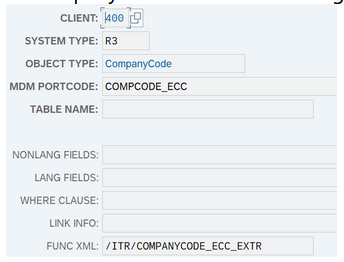 CLIENT: 400
SYSTEM TYPE: R3
OBJECT TYPE: CompanyCode
MDM PORTCODE: COMPCODE_ECC
TABLE NAME:
NONLANG FIELDS:
LANG FIELDS:
WHERE CLAUSE:
LINK INFO:
FUNC XML: /ITR/COMPANYCODE_ECC_EXTR